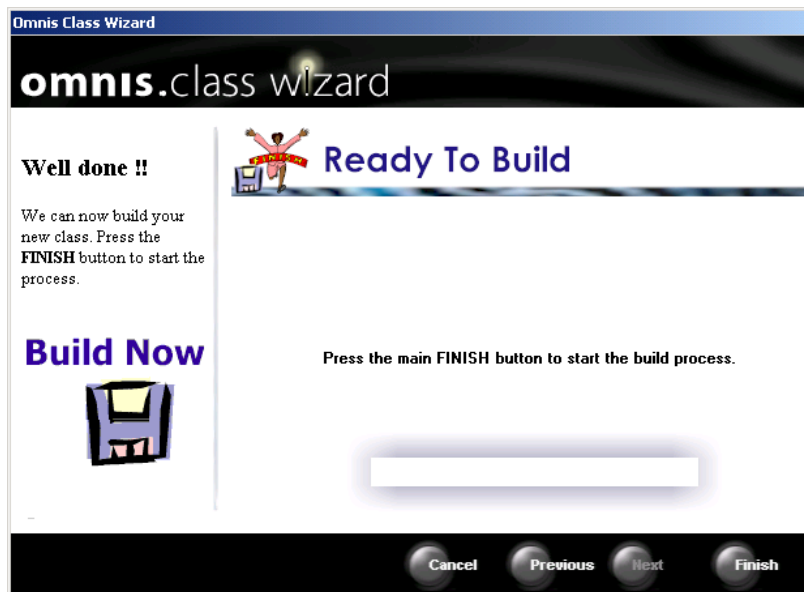 Omnis Class Wizard
omnis.class wizard
Well done !!
We can now build your
new class. Press the
FINISH button to start the
process.
Build Now
FINISH
Ready To Build
Press the main FINISH button to start the build process.
Cancel Previous Next Finish